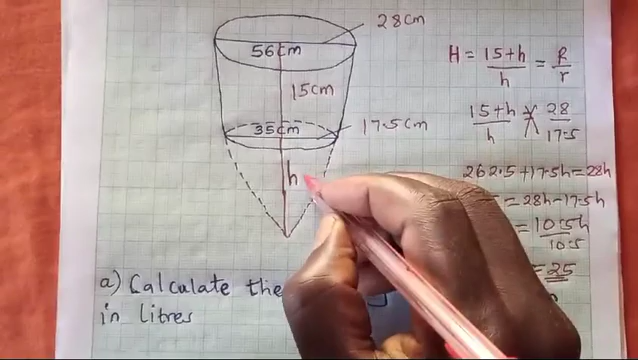 28cm
56cm
15cm
35cm
17.5cm
h
H = 15+h/h = R/r
15+h/h 28/17.5
262.5+17.5h=28h
= 28h-17.5h
= 10.5h/10.5
= 25
a) Calculate the
in litres